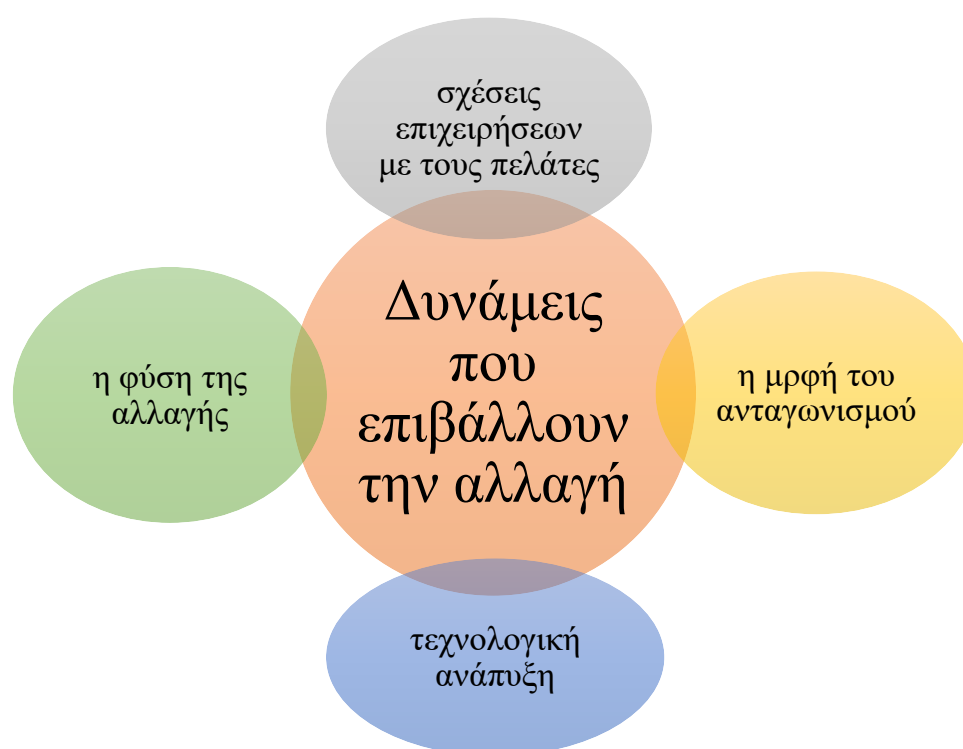 σχέσεις
επιχειρήσεων
με τους πελάτες
Δυνάμεις
που
επιβάλλουν
την αλλαγή
η φύση της
αλλαγής
η μρφή του
ανταγωνισμού
τεχνολογική
ανάπυξη